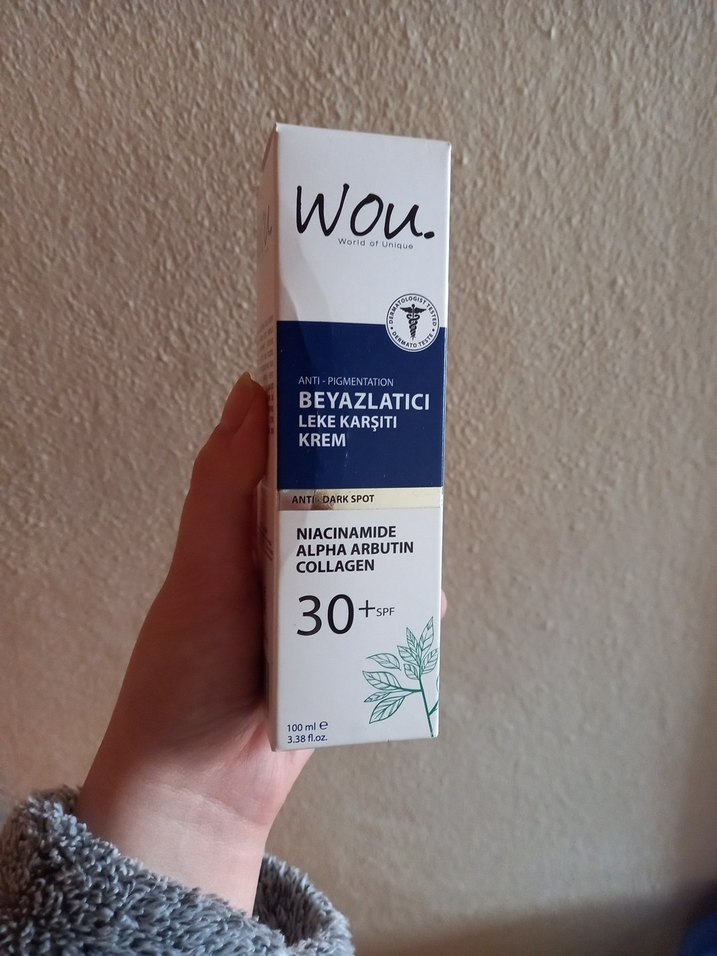 Wou.
World of Unique
DERMATOLOGIST TESTED
DERMATO TESTE
ANTI - PIGMENTATION
BEYAZLATICI
LEKE KARŞITI
KREM
ANTI - DARK SPOT
NIACINAMIDE
ALPHA ARBUTIN
COLLAGEN
30+ SPF
100 ml ℮
3.38 fl.oz.